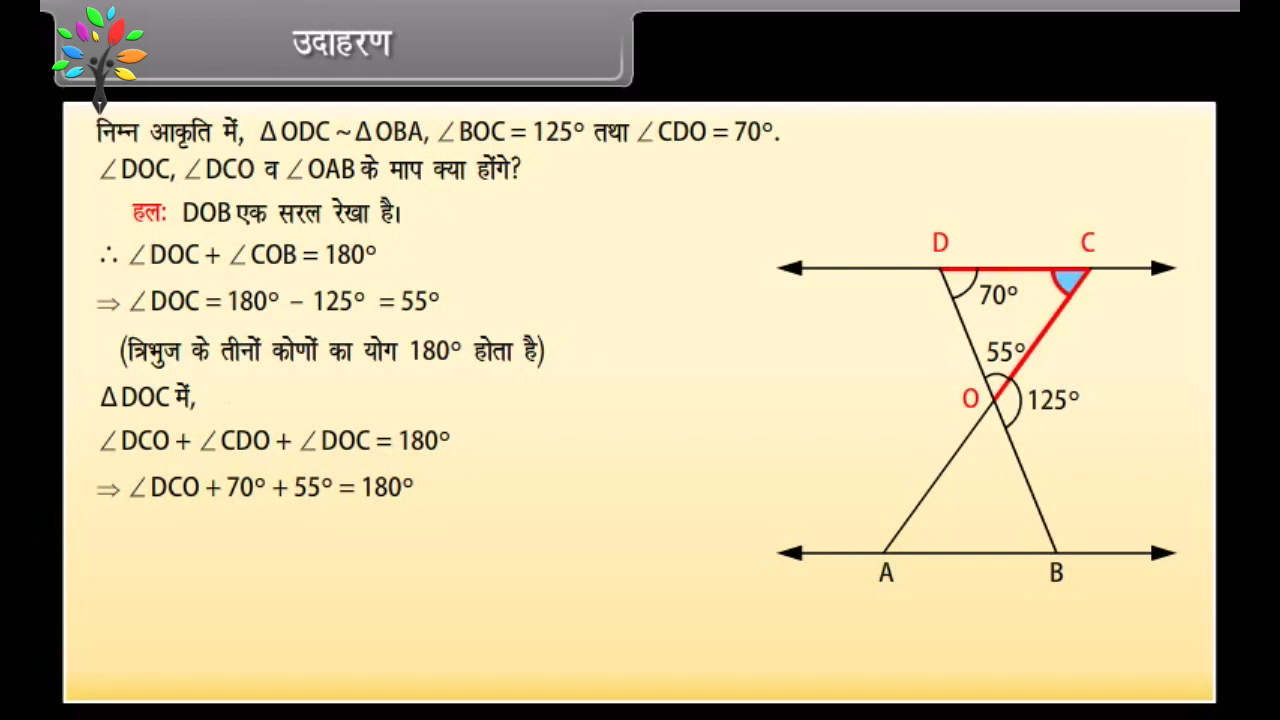 उदाहरण
निम्न आकृति में, ΔODC ~ ΔOBA, ∠BOC = 125° तथा ∠CDO = 70°.
∠DOC, ∠DCO व ∠OAB के माप क्या होंगे?
हलः DOB एक सरल रेखा है।
∴ ∠DOC + ∠COB = 180°
⇒ ∠DOC = 180° – 125° = 55°
(त्रिभुज के तीनों कोणों का योग 180° होता है)
Δ DOC में,
∠DCO + ∠CDO + ∠DOC = 180°
⇒ ∠DCO + 70° + 55° = 180°
D C
70°
55°
O 125°
A B